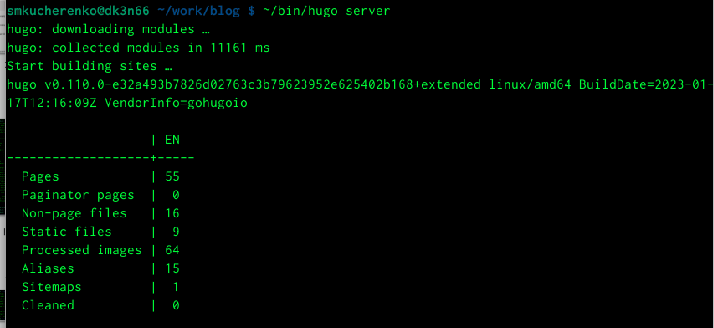 smkucherenko@dk3n66 ~/work/blog $ ~/bin/hugo server
hugo: downloading modules …
hugo: collected modules in 11161 ms
Start building sites …
hugo v0.110.0-e32a493b7826d02763c3b79623952e625402b168+extended linux/amd64 BuildDate=2023-01-
17T12:16:09Z VendorInfo=gohugoio
| EN
-------------------+-----
Pages | 55
Paginator pages | 0
Non-page files | 16
Static files | 9
Processed images | 64
Aliases | 15
Sitemaps | 1
Cleaned | 0